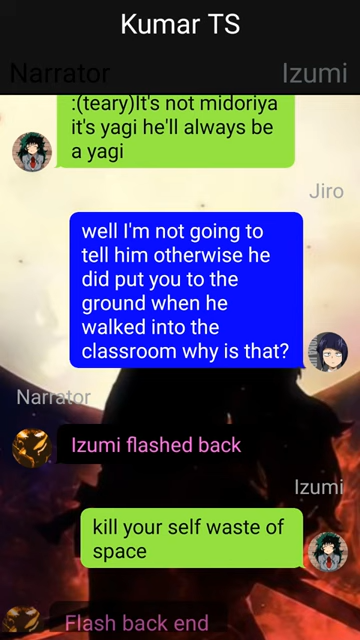 Kumar TS
Narrator
Izumi
:(teary)It's not midoriya
it's yagi he'll always be
a yagi
Jiro
well I'm not going to
tell him otherwise he
did put you to the
ground when he
walked into the
classroom why is that?
Narrator
Izumi flashed back
Izumi
kill your self waste of
space
Flash back end